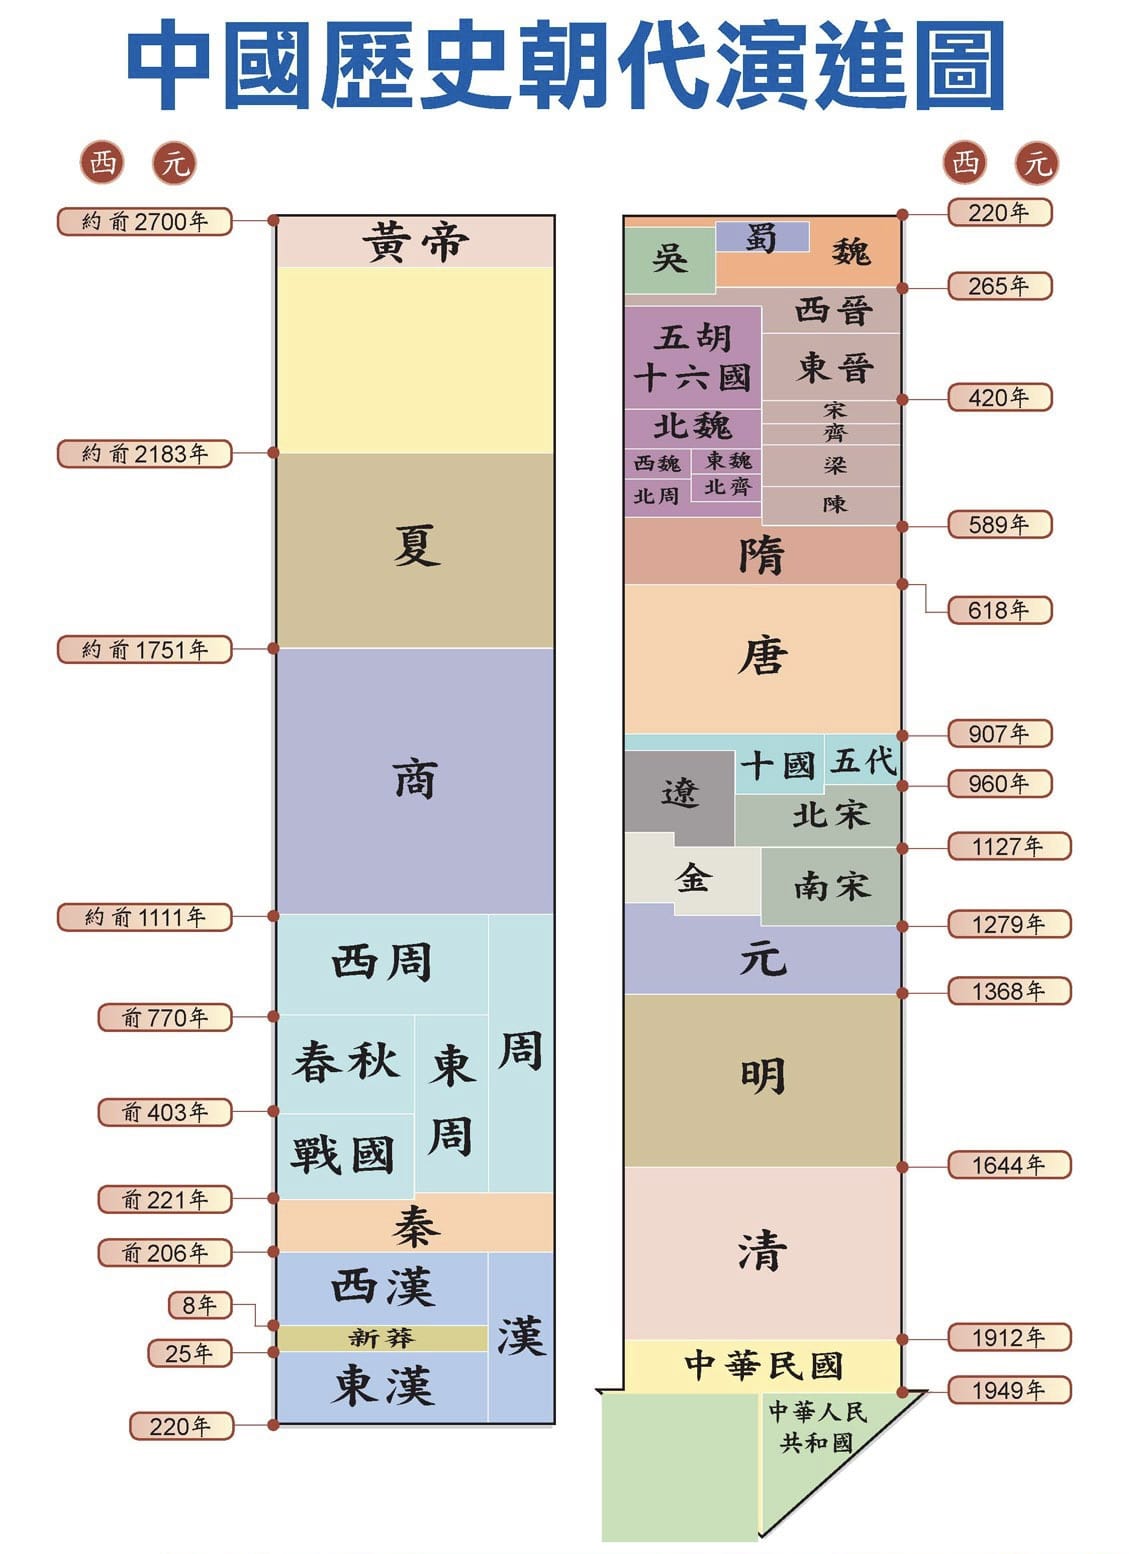 中國歷史朝代演進圖
西 元
約前2700年
黃帝
約前2183年
夏
約前1751年
商
約前1111年
西周
周
前770年
春秋
東周
前403年
戰國
前221年
秦
前206年
西漢
漢
8年
新莽
25年
東漢
220年
西 元
220年
吳
蜀
魏
265年
西晉
五胡
十六國
東晉
420年
宋
北魏
齊
西魏
東魏
梁
北周
北齊
陳
589年
隋
618年
唐
907年
十國
五代
960年
遼
北宋
1127年
金
南宋
1279年
元
1368年
明
1644年
清
1912年
中華民國
1949年
中華人民
共和國